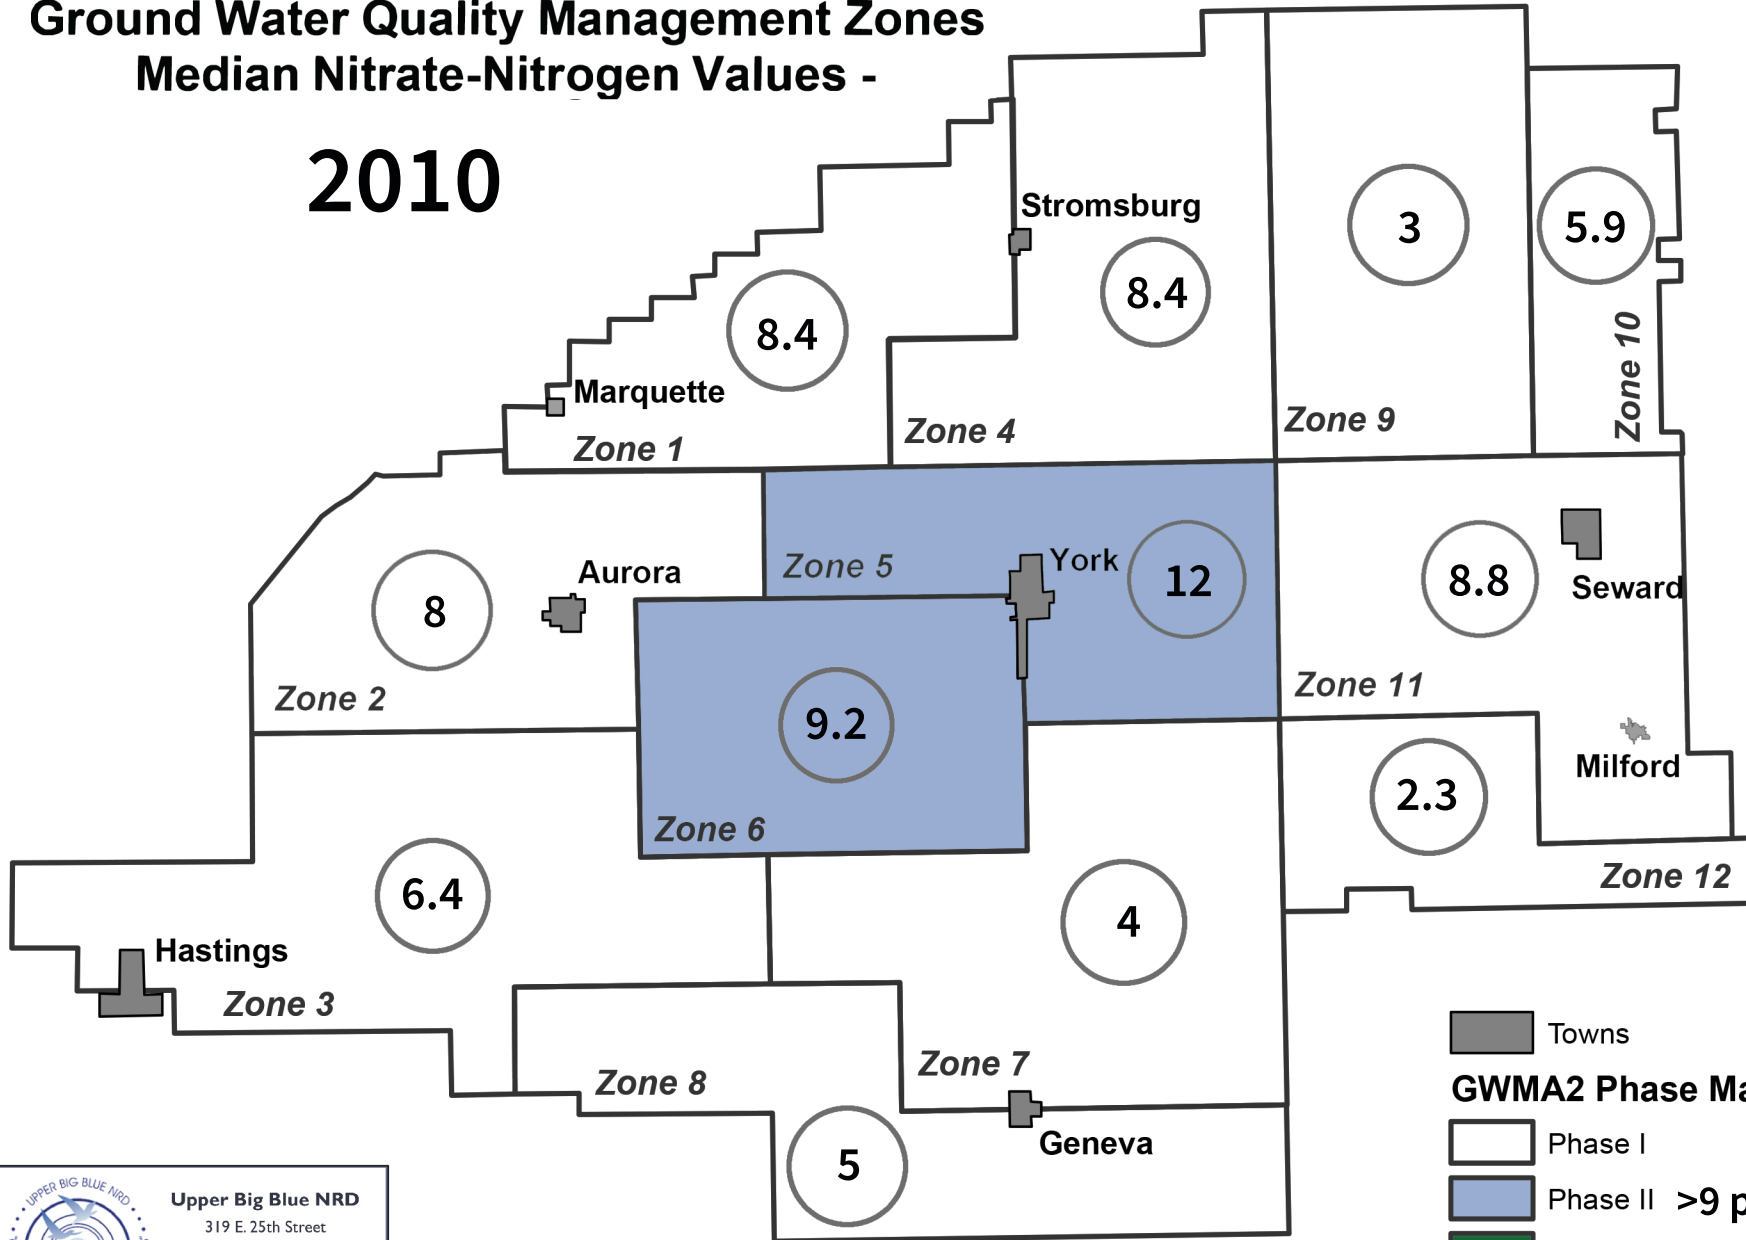 Ground Water Quality Management Zones
Median Nitrate-Nitrogen Values -
2010
Stromsburg
3
5.9
8.4
8.4
Zone 10
Marquette
Zone 1
Zone 4
Zone 9
Aurora
Zone 5
York
12
8.8
Seward
8
Zone 2
9.2
Zone 11
Milford
2.3
Zone 6
Zone 12
6.4
4
Hastings
Zone 3
Zone 7
Zone 8
Geneva
5
Towns
GWMA2 Phase Ma
Phase I
Phase II >9 p
UPPER BIG BLUE NRD
Upper Big Blue NRD
319 E. 25th Street